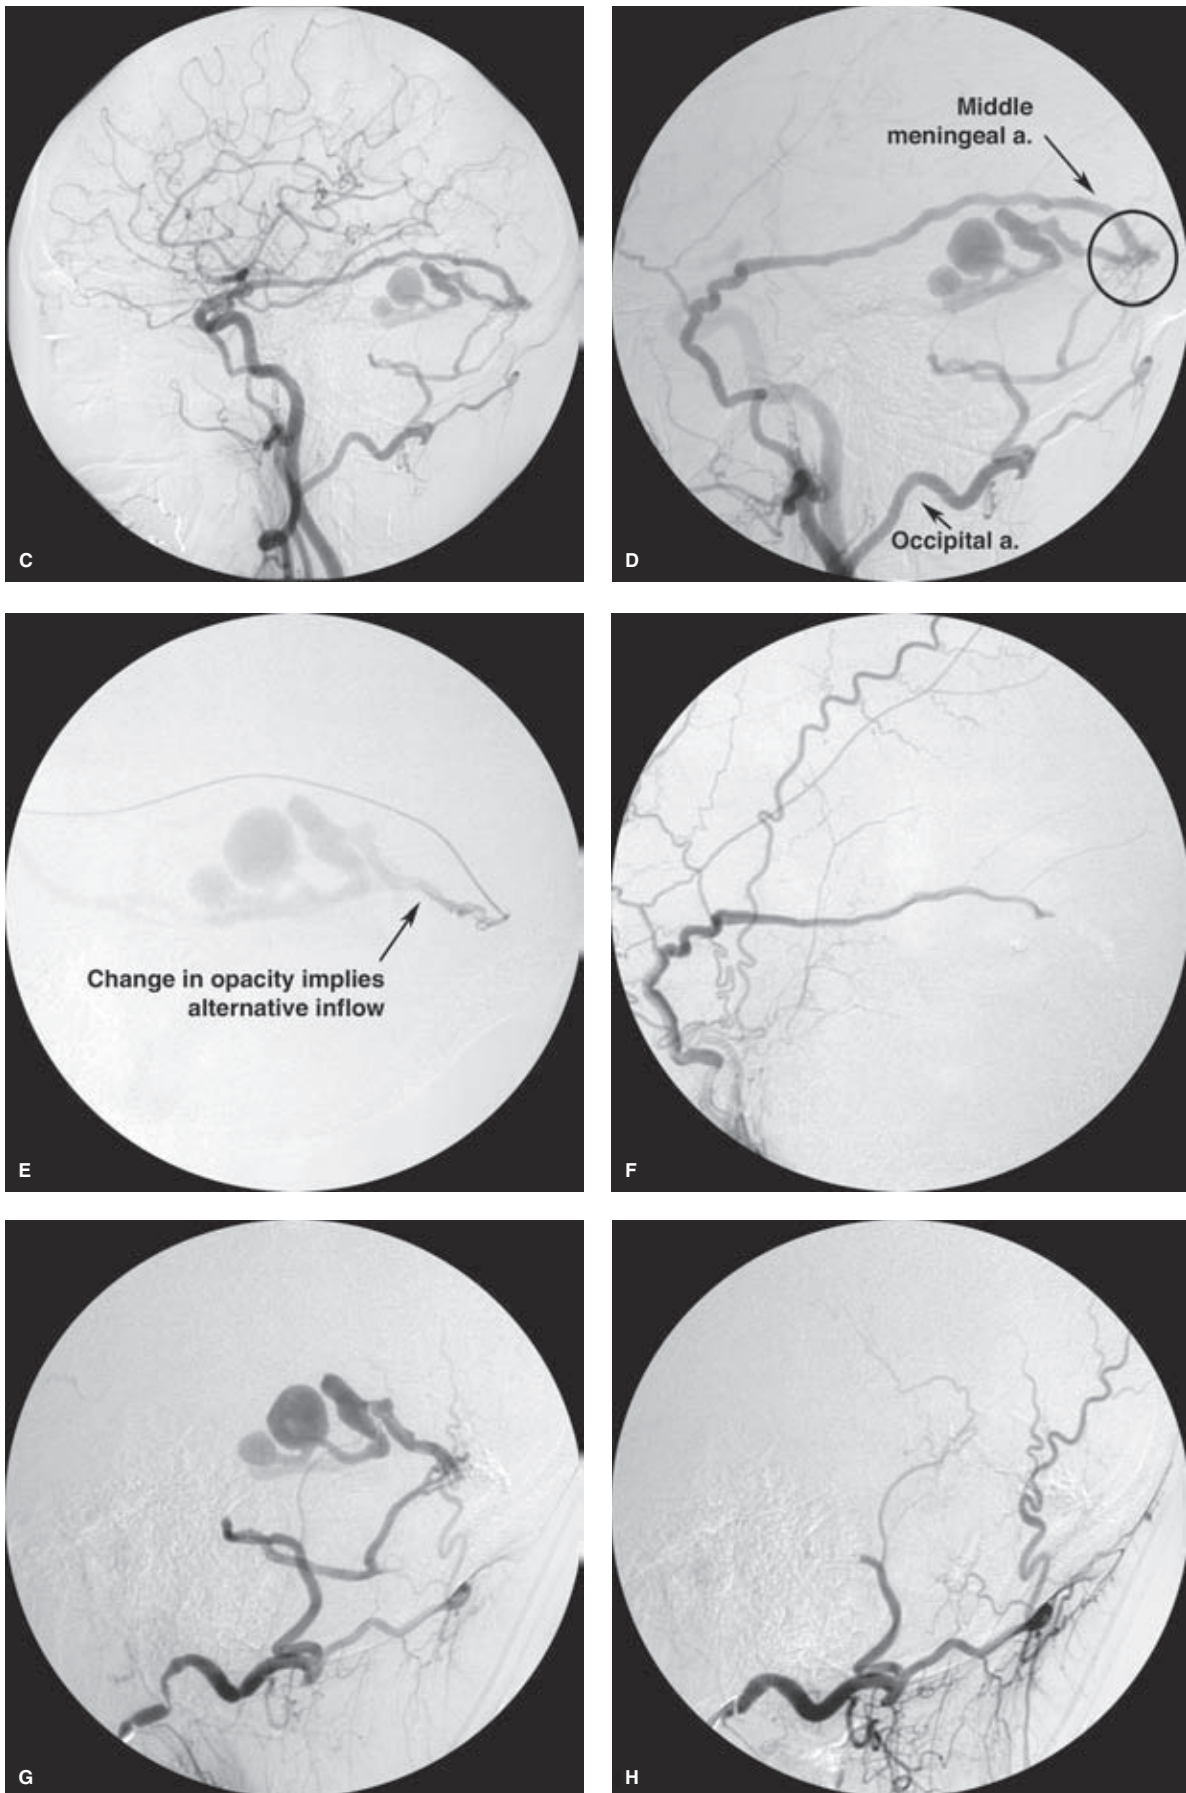 C
Middle
meningeal a.
Occipital a.
D
Change in opacity implies
alternative inflow
E
F
G
H